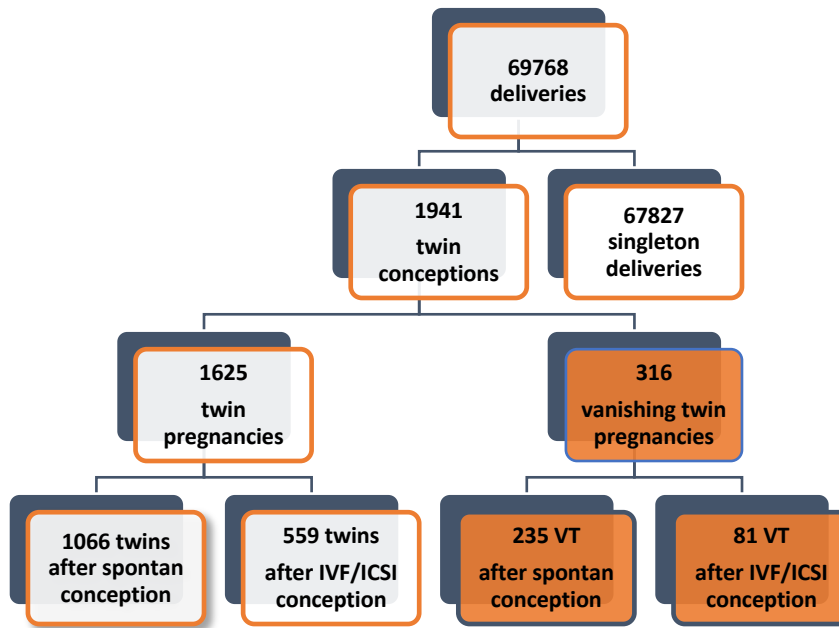 69768
deliveries
1941
twin
conceptions
67827
singleton
deliveries
1625
twin
pregnancies
316
vanishing twin
pregnancies
1066 twins
after spontan
conception
559 twins
after IVF/ICSI
conception
235 VT
after spontan
conception
81 VT
after IVF/ICSI
conception